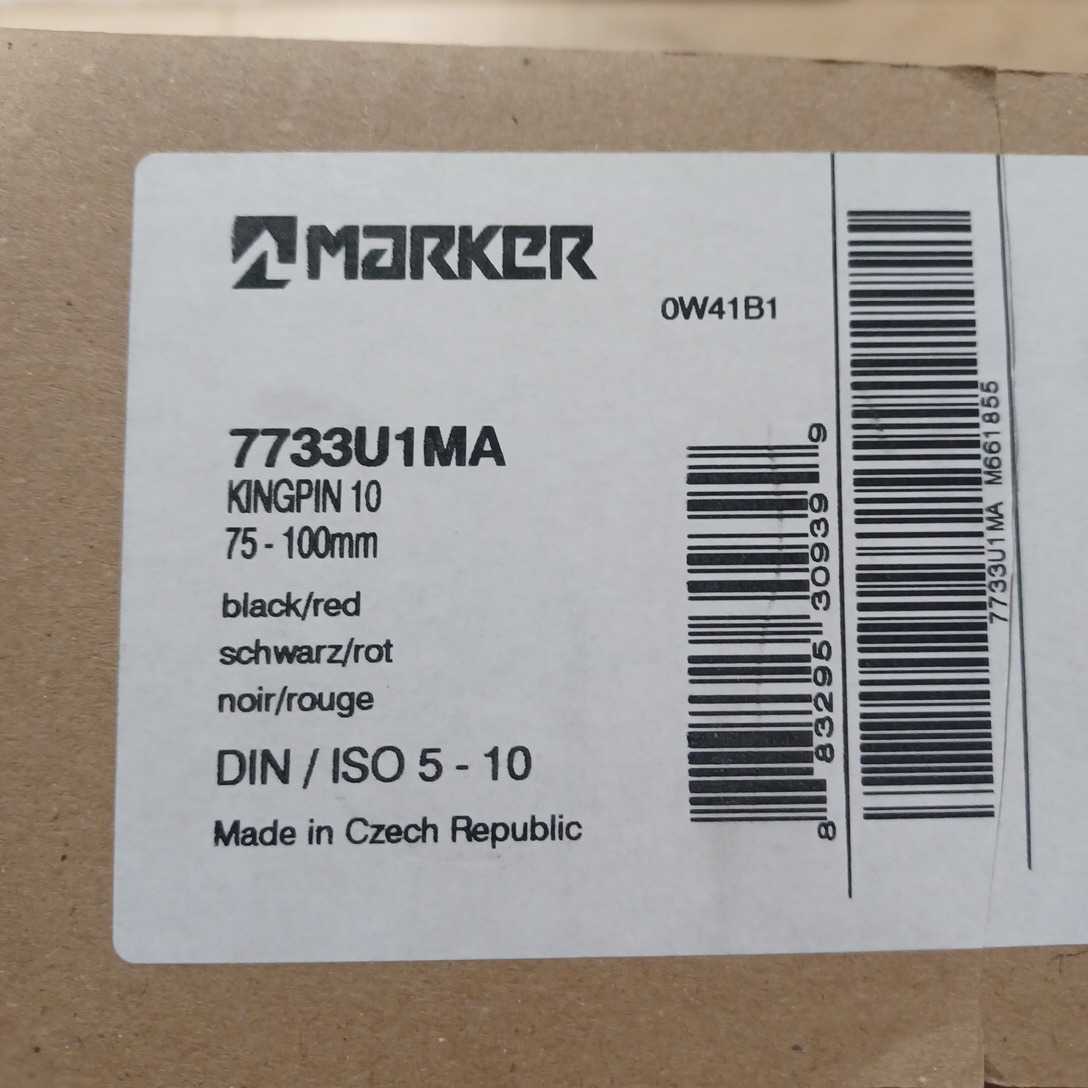 MARKER
0W41B1
7733U1MA
KINGPIN 10
75 - 100mm
black/red
schwarz/rot
noir/rouge
DIN / ISO 5 - 10
Made in Czech Republic
8 83295 30939 9
7733U1MA M661855